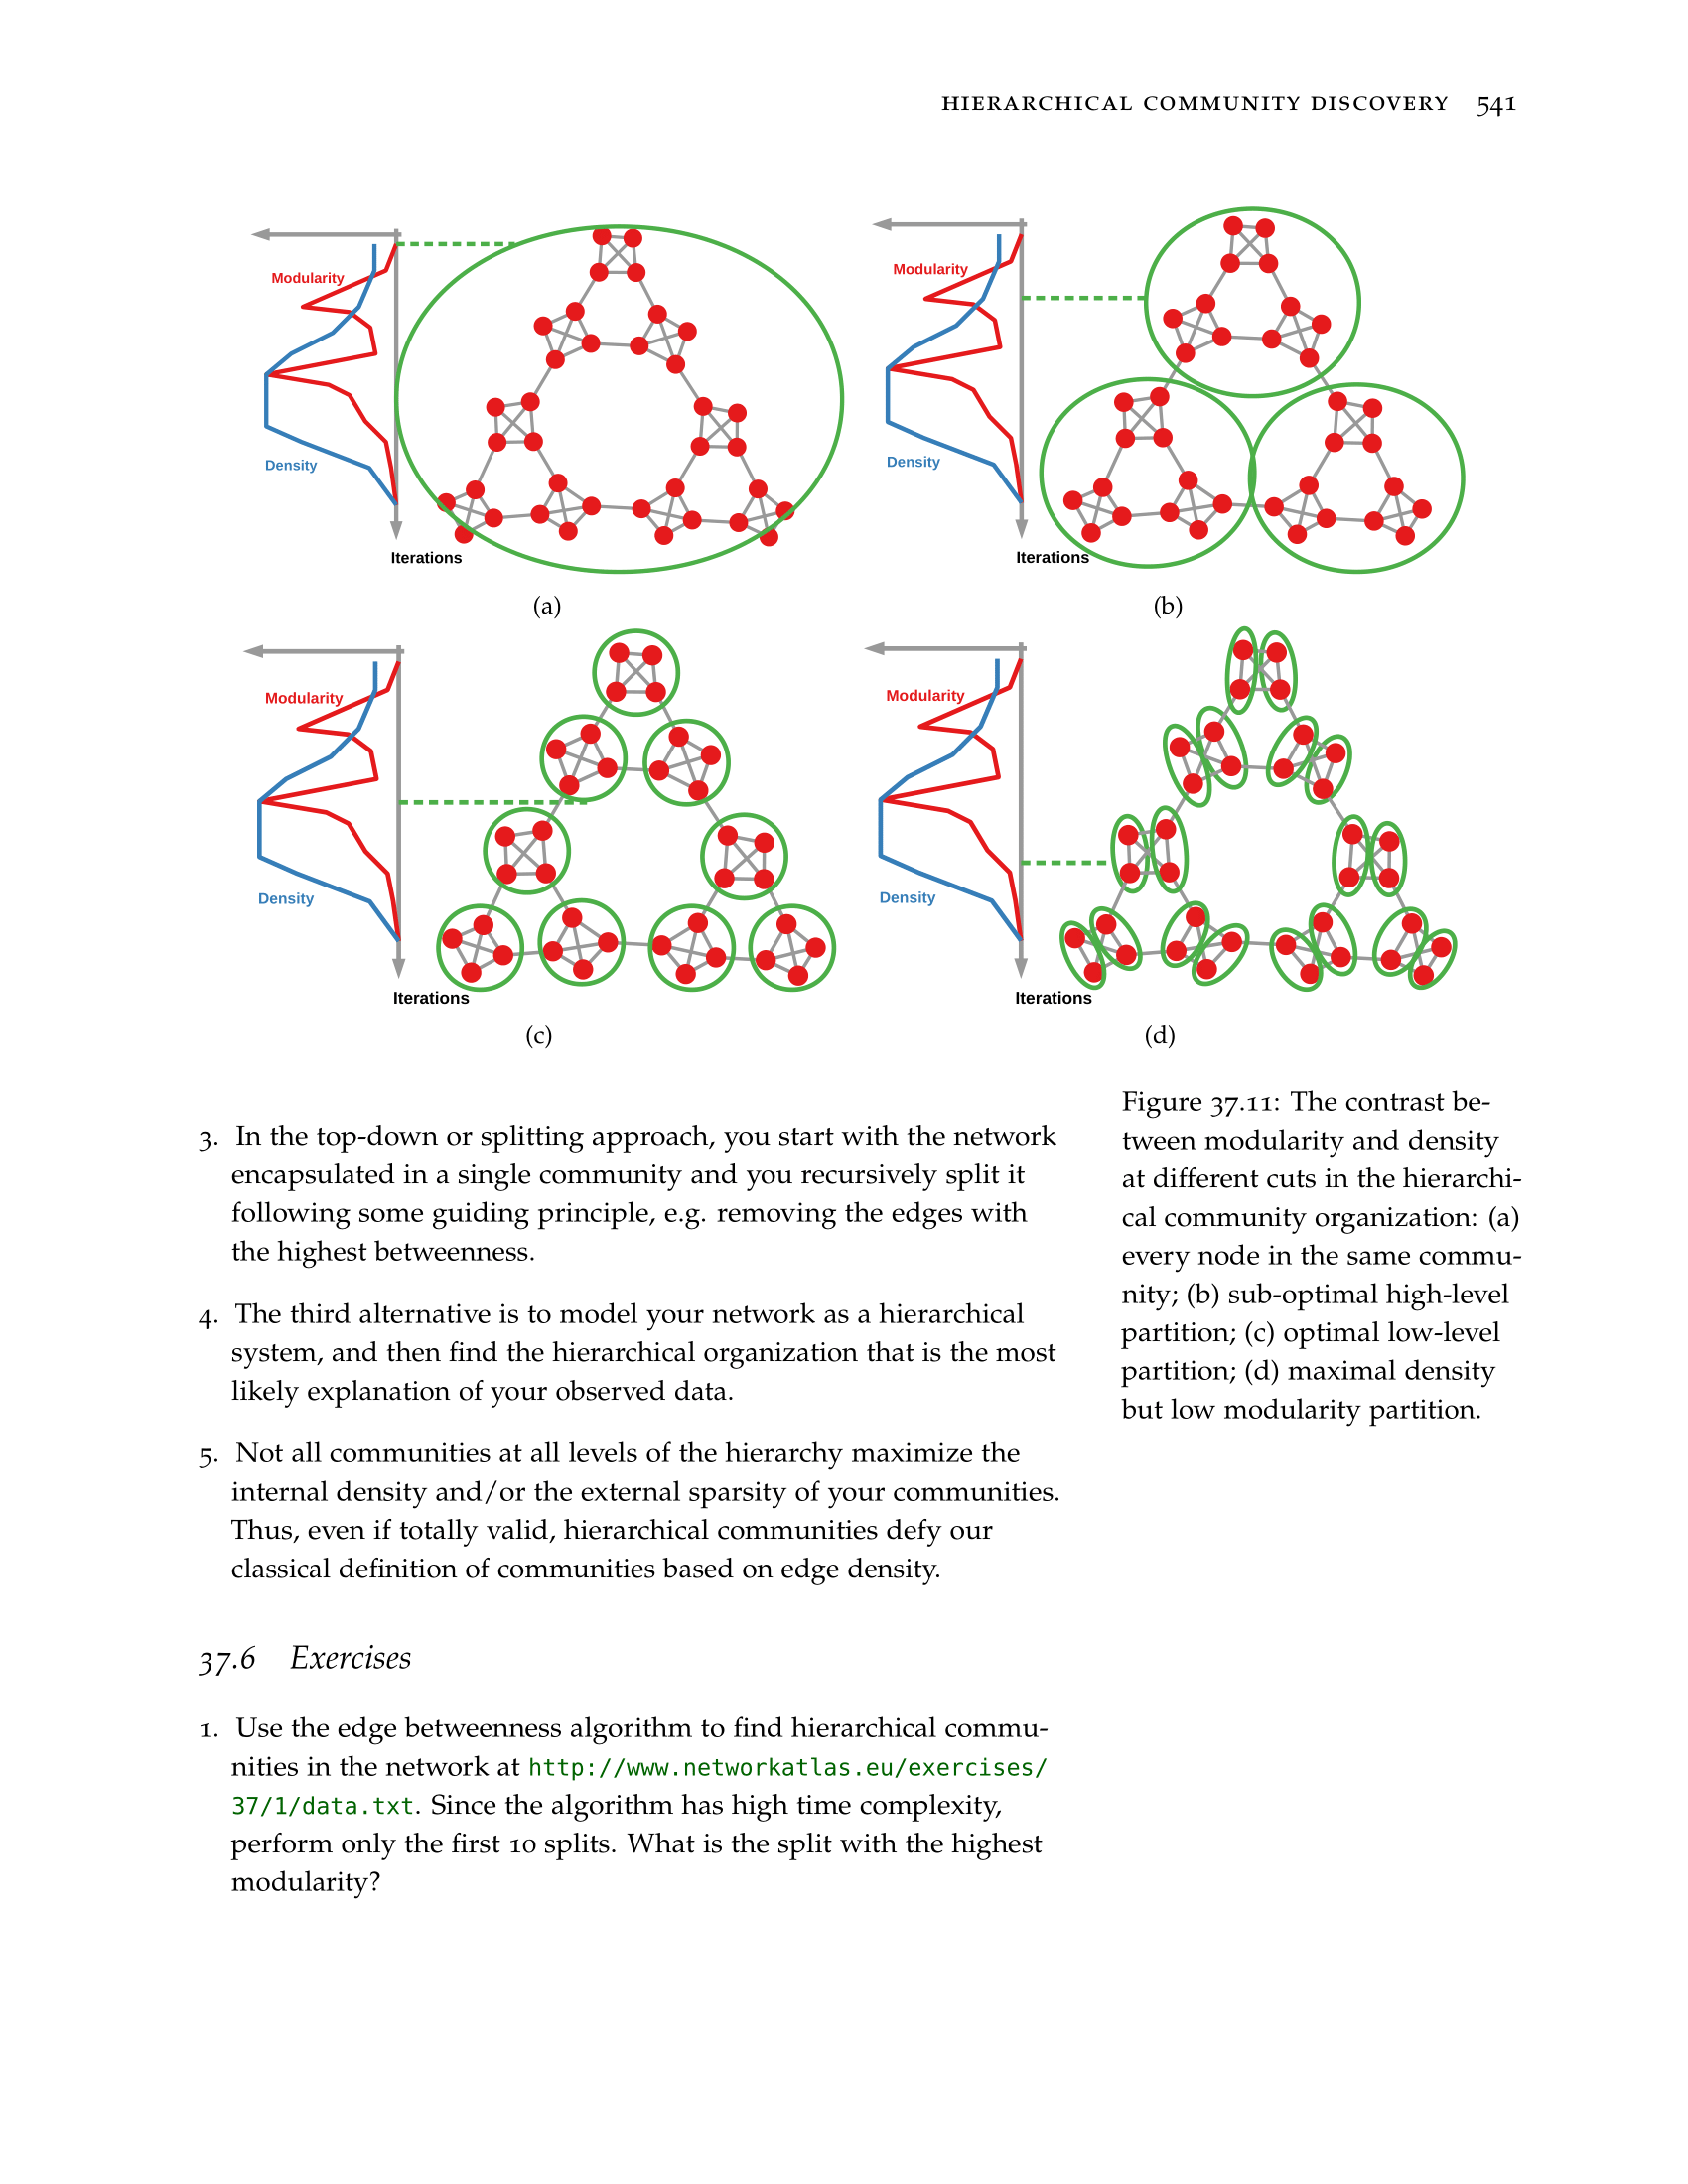 HIERARCHICAL COMMUNITY DISCOVERY 541
Modularity
Density
Iterations
(a)
Modularity
Density
Iterations
(b)
Modularity
Density
Iterations
(c)
Modularity
Density
Iterations
(d)
Figure 37.11: The contrast be-
tween modularity and density
at different cuts in the hierarchi-
cal community organization: (a)
every node in the same commu-
nity; (b) sub-optimal high-level
partition; (c) optimal low-level
partition; (d) maximal density
but low modularity partition.
3. In the top-down or splitting approach, you start with the network
encapsulated in a single community and you recursively split it
following some guiding principle, e.g. removing the edges with
the highest betweenness.
4. The third alternative is to model your network as a hierarchical
system, and then find the hierarchical organization that is the most
likely explanation of your observed data.
5. Not all communities at all levels of the hierarchy maximize the
internal density and/or the external sparsity of your communities.
Thus, even if totally valid, hierarchical communities defy our
classical definition of communities based on edge density.
37.6 Exercises
1. Use the edge betweenness algorithm to find hierarchical commu-
nities in the network at http://www.networkatlas.eu/exercises/
37/1/data.txt. Since the algorithm has high time complexity,
perform only the first 10 splits. What is the split with the highest
modularity?